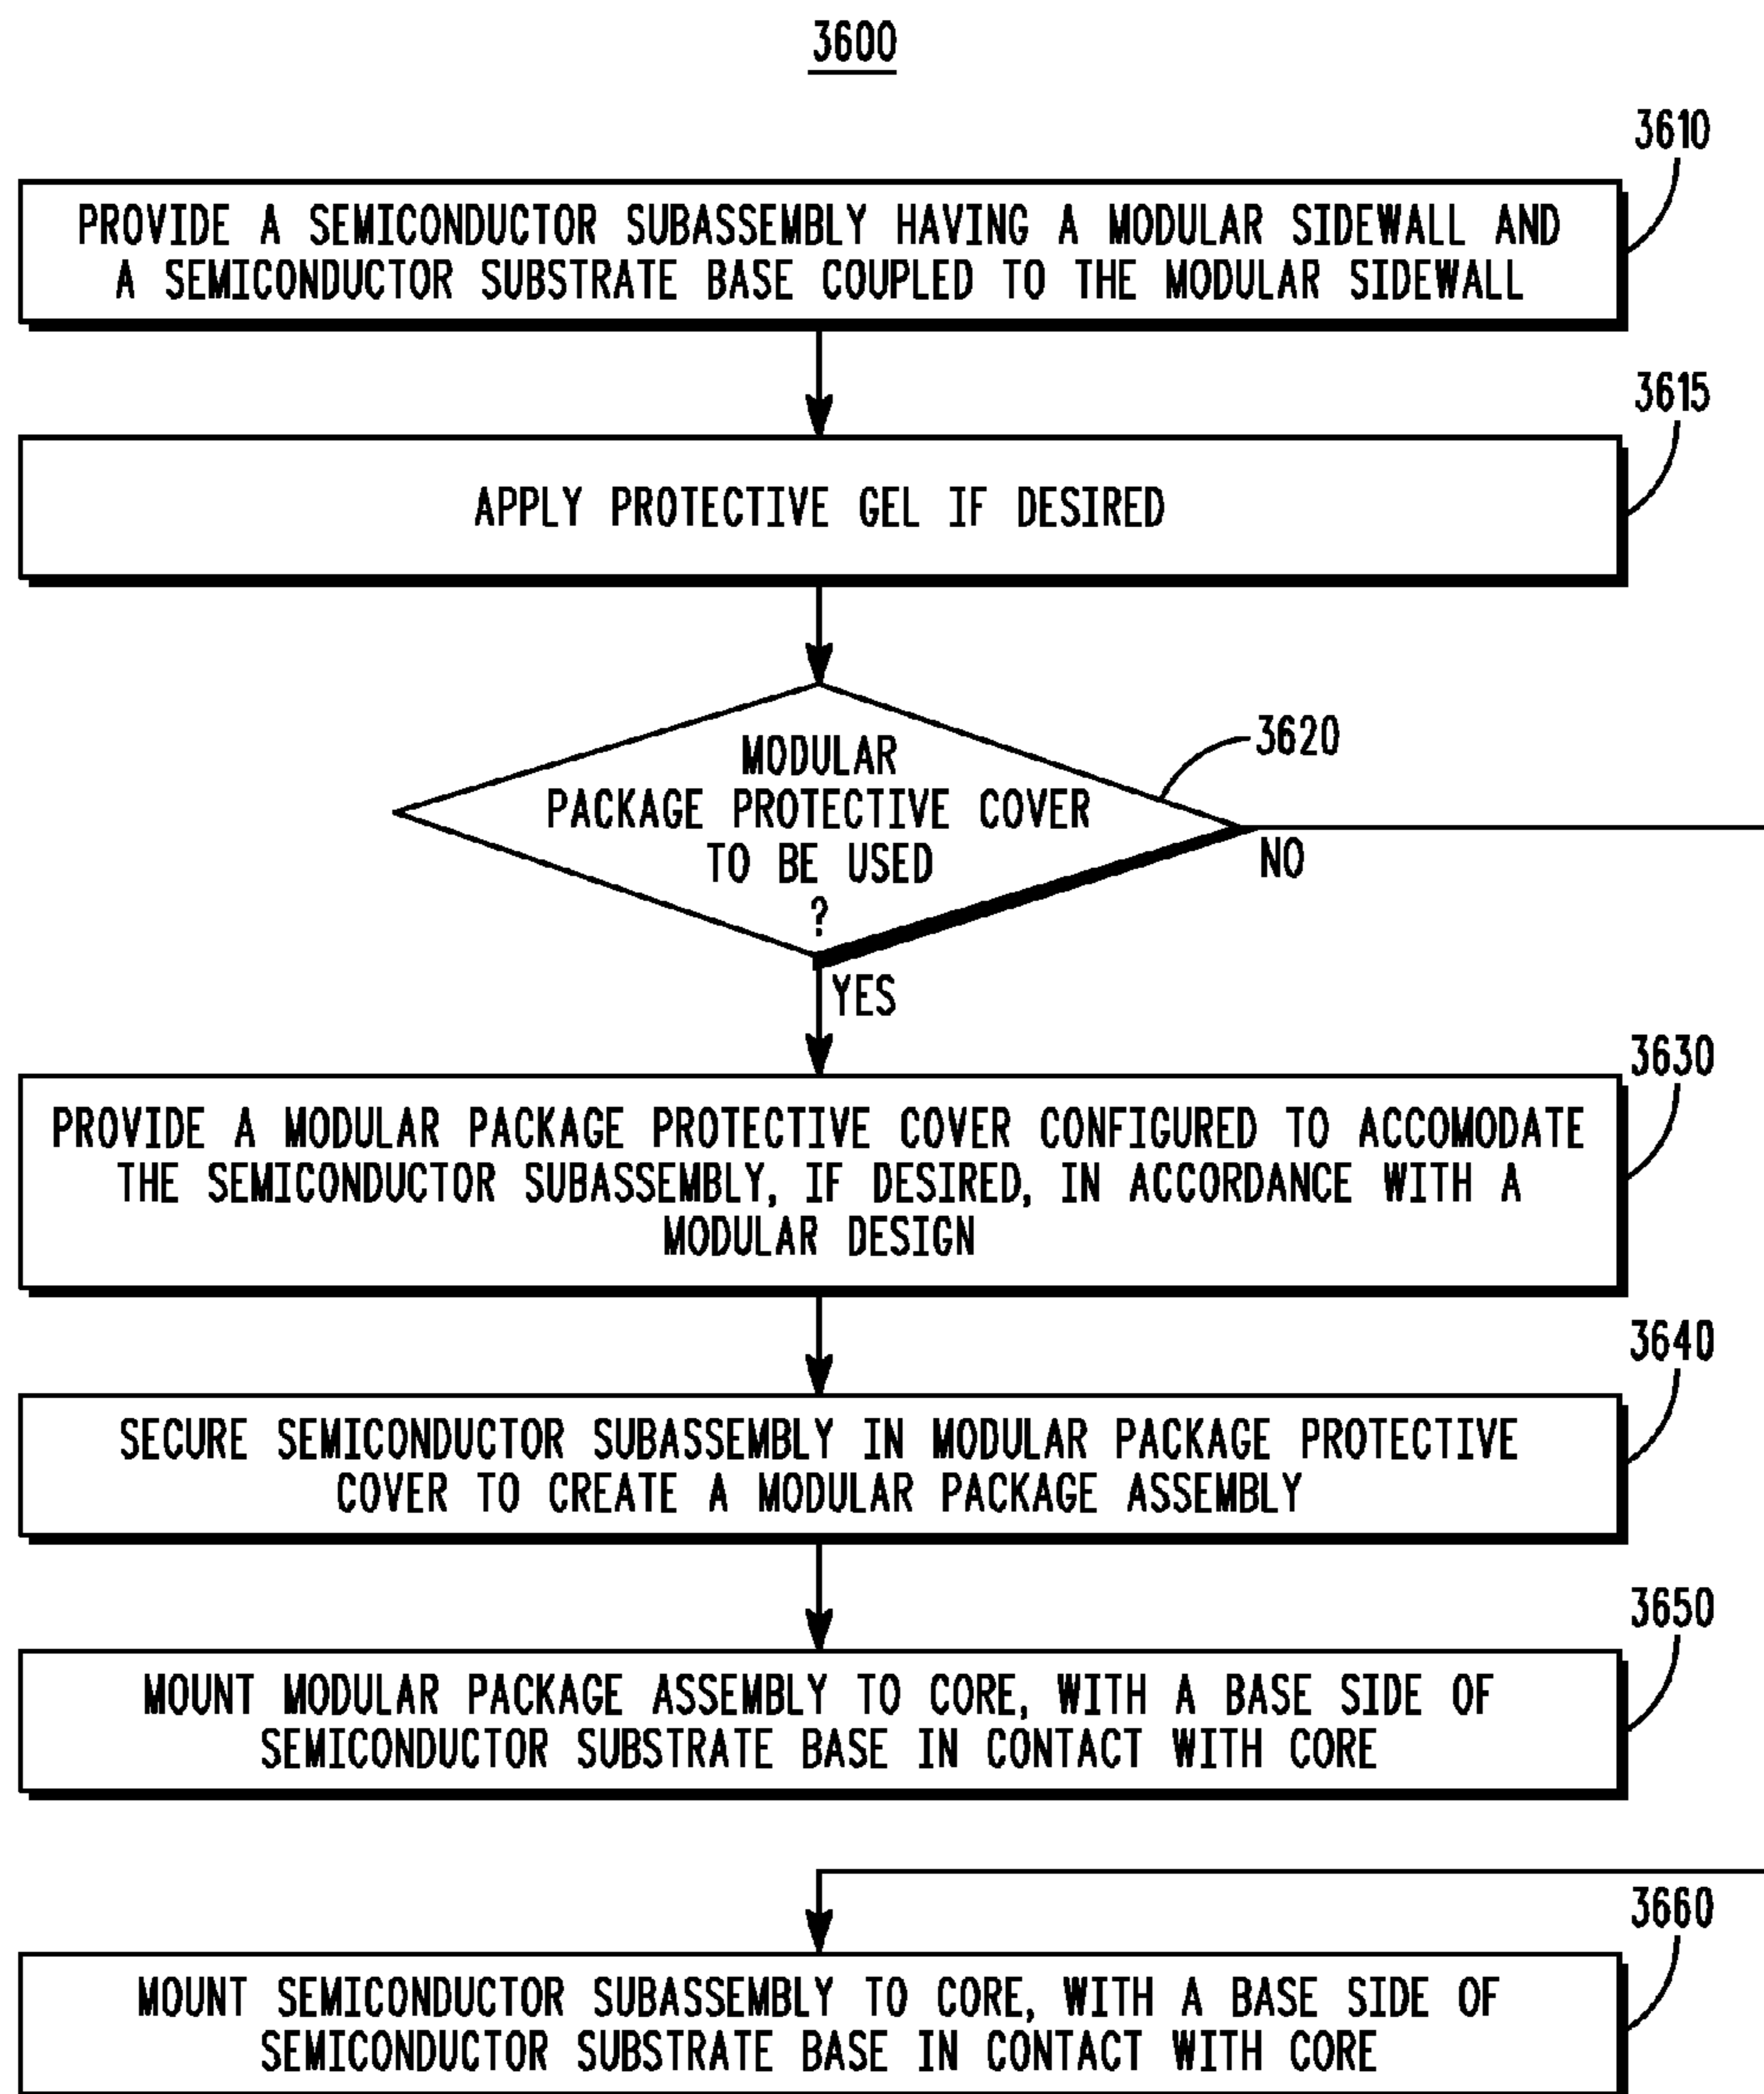 3600
3610
PROVIDE A SEMICONDUCTOR SUBASSEMBLY HAVING A MODULAR SIDEWALL AND
A SEMICONDUCTOR SUBSTRATE BASE COUPLED TO THE MODULAR SIDEWALL
3615
APPLY PROTECTIVE GEL IF DESIRED
3620
MODULAR
PACKAGE PROTECTIVE COVER
TO BE USED
?
NO
YES
3630
PROVIDE A MODULAR PACKAGE PROTECTIVE COVER CONFIGURED TO ACCOMODATE
THE SEMICONDUCTOR SUBASSEMBLY, IF DESIRED, IN ACCORDANCE WITH A
MODULAR DESIGN
3640
SECURE SEMICONDUCTOR SUBASSEMBLY IN MODULAR PACKAGE PROTECTIVE
COVER TO CREATE A MODULAR PACKAGE ASSEMBLY
3650
MOUNT MODULAR PACKAGE ASSEMBLY TO CORE, WITH A BASE SIDE OF
SEMICONDUCTOR SUBSTRATE BASE IN CONTACT WITH CORE
3660
MOUNT SEMICONDUCTOR SUBASSEMBLY TO CORE, WITH A BASE SIDE OF
SEMICONDUCTOR SUBSTRATE BASE IN CONTACT WITH CORE